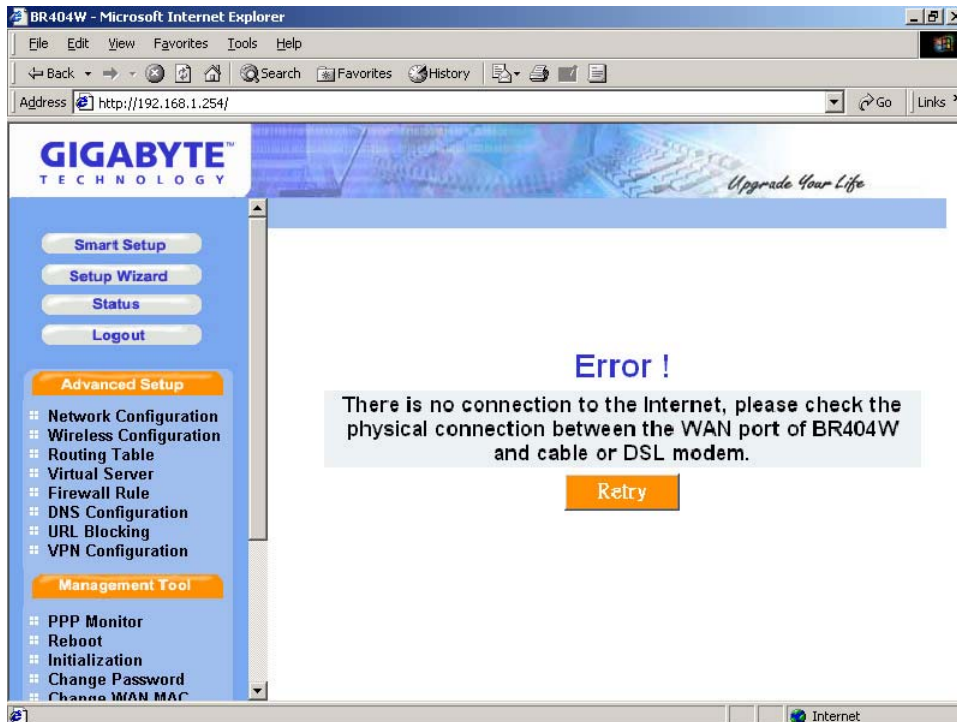 BR404W - Microsoft Internet Explorer
File Edit View Favorites Tools Help
Back Search Favorites History
Address http://192.168.1.254/ Go Links
GIGABYTE™
TECHNOLOGY
Upgrade Your Life
Smart Setup
Setup Wizard
Status
Logout
Advanced Setup
Network Configuration
Wireless Configuration
Routing Table
Virtual Server
Firewall Rule
DNS Configuration
URL Blocking
VPN Configuration
Management Tool
PPP Monitor
Reboot
Initialization
Change Password
Change WAN MAC
Error !
There is no connection to the Internet, please check the
physical connection between the WAN port of BR404W
and cable or DSL modem.
Retry
Internet